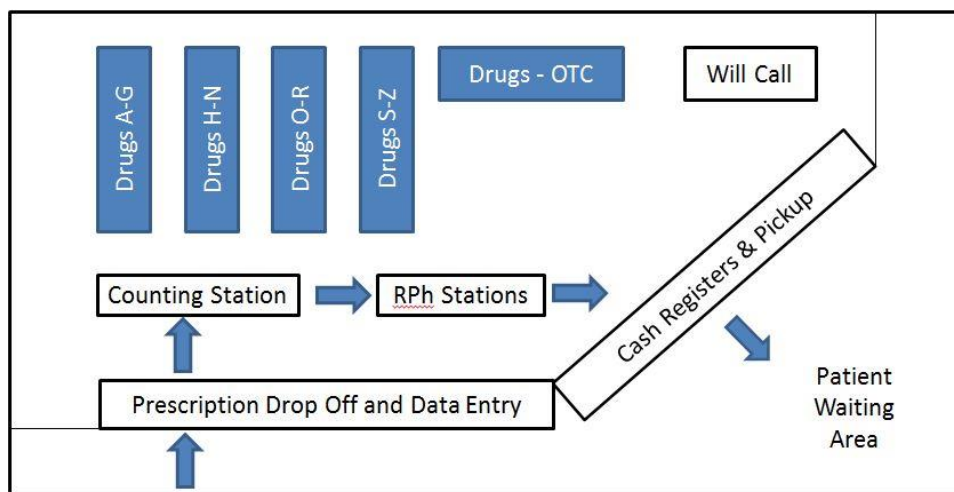 Drugs A-G
Drugs H-N
Drugs O-R
Drugs S-Z
Drugs - OTC
Will Call
Counting Station
RPh Stations
Cash Registers & Pickup
Prescription Drop Off and Data Entry
Patient
Waiting
Area